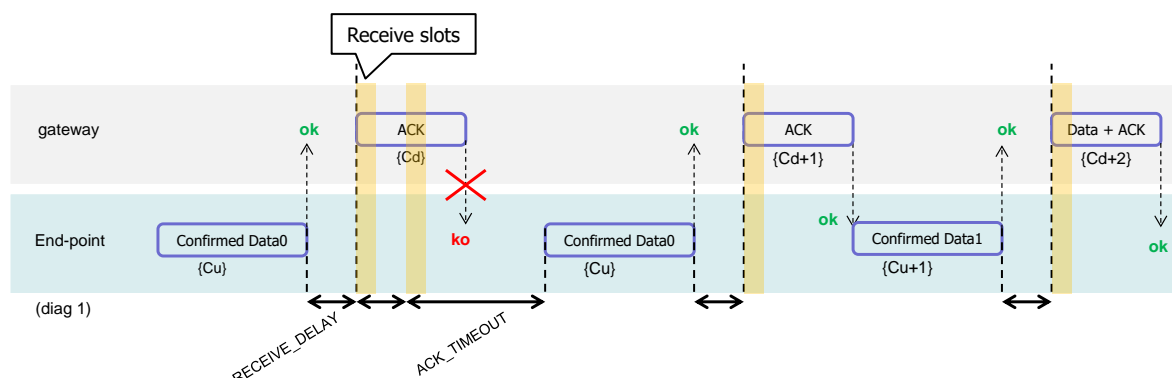 Receive slots
gateway
ok
ACK
{Cd}
ok
ACK
{Cd+1}
ok
Data + ACK
{Cd+2}
End-point
Confirmed Data0
{Cu}
ko
Confirmed Data0
{Cu}
ok
Confirmed Data1
{Cu+1}
ok
(diag 1)
RECEIVE_DELAY
ACK_TIMEOUT